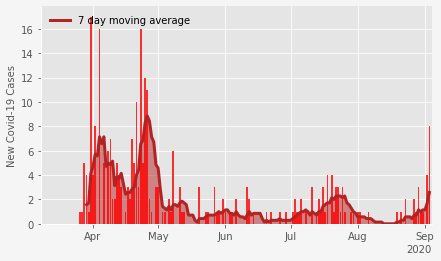 7 day moving average
New Covid-19 Cases
16
14
12
10
8
6
4
2
0
Apr
May
Jun
Jul
Aug
Sep
2020